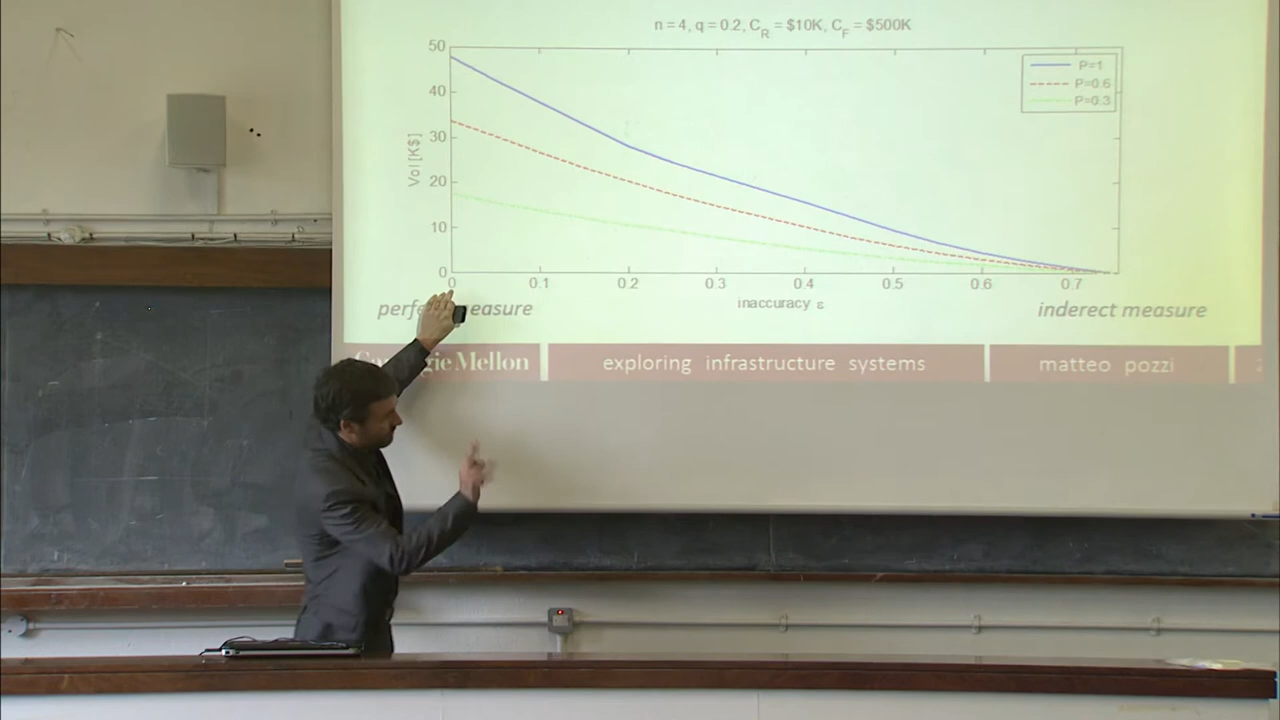 n = 4, q = 0.2, C_R = $10K, C_F = $500K
50
40
30
20
10
0
VoI [K$]
P=1
P=0.6
P=0.3
0 0.1 0.2 0.3 0.4 0.5 0.6 0.7
inaccuracy ε
inderect measure
Mellon
exploring infrastructure systems
matteo pozzi